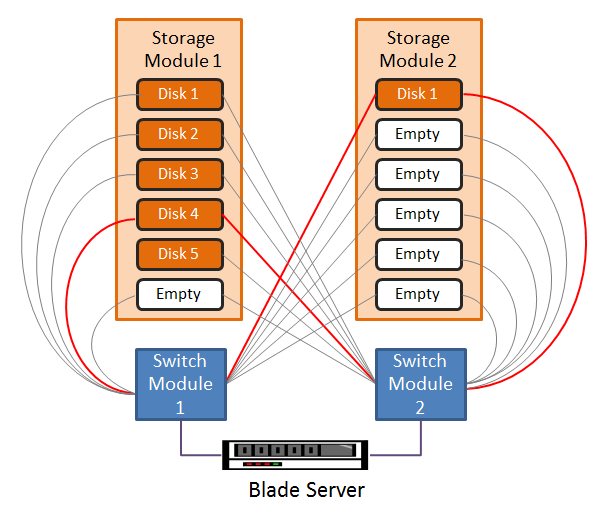 Storage
Module 1
Disk 1
Disk 2
Disk 3
Disk 4
Disk 5
Empty
Storage
Module 2
Disk 1
Empty
Empty
Empty
Empty
Empty
Switch
Module
1
Switch
Module
2
Blade Server